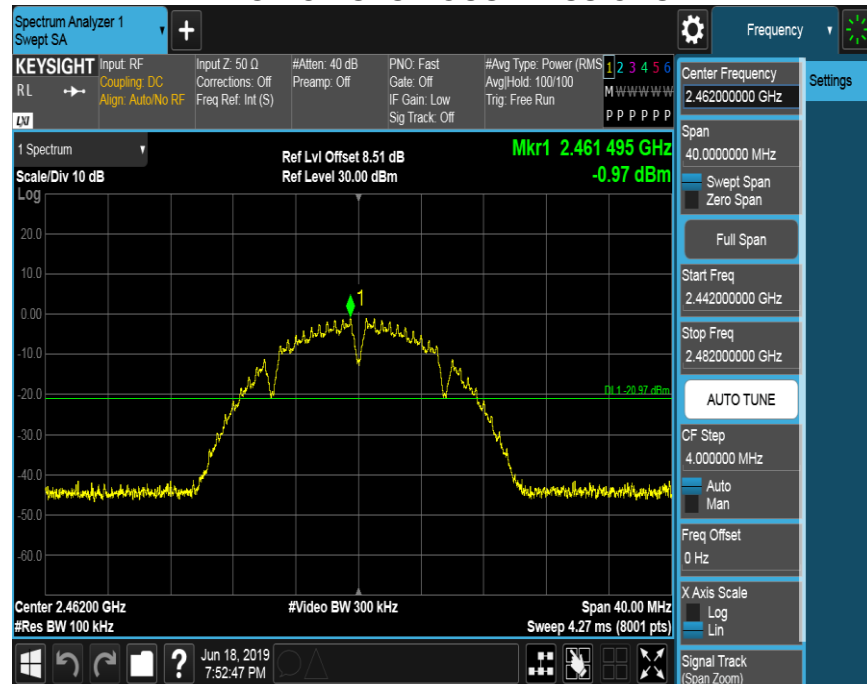 Spectrum Analyzer 1
Swept SA
+
Frequency
KEYSIGHT
RL
LXI
Input: RF
Coupling: DC
Align: Auto/No RF
Input Z: 50 Ω
Corrections: Off
Freq Ref: Int (S)
#Atten: 40 dB
Preamp: Off
PNO: Fast
Gate: Off
IF Gain: Low
Sig Track: Off
#Avg Type: Power (RMS
Avg|Hold: 100/100
Trig: Free Run
1 2 3 4 5 6
M W W W W W
P P P P P P
Center Frequency
2.462000000 GHz
Settings
1 Spectrum
Scale/Div 10 dB
Ref Lvl Offset 8.51 dB
Ref Level 30.00 dBm
Mkr1 2.461 495 GHz
-0.97 dBm
Log
20.0
10.0
0.00
-10.0
-20.0
-30.0
-40.0
-50.0
-60.0
1
DL1 -20.97 dBm
Center 2.46200 GHz
#Res BW 100 kHz
#Video BW 300 kHz
Span 40.00 MHz
Sweep 4.27 ms (8001 pts)
Span
40.0000000 MHz
Swept Span
Zero Span
Full Span
Start Freq
2.442000000 GHz
Stop Freq
2.482000000 GHz
AUTO TUNE
CF Step
4.000000 MHz
Auto
Man
Freq Offset
0 Hz
X Axis Scale
Log
Lin
Signal Track
(Span Zoom)
?
Jun 18, 2019
7:52:47 PM